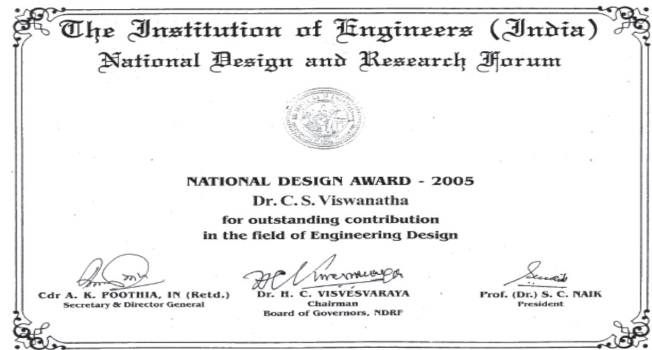 The Institution of Engineers (India)
National Design and Research Forum
NATIONAL DESIGN AWARD - 2005
Dr. C. S. Viswanatha
for outstanding contribution
in the field of Engineering Design
Cdr A. K. POOTHIA, IN (Retd.)
Secretary & Director General
Dr. H. C. VISVESVARAYA
Chairman
Board of Governors, NDRF
Prof. (Dr.) S. C. NAIK
President